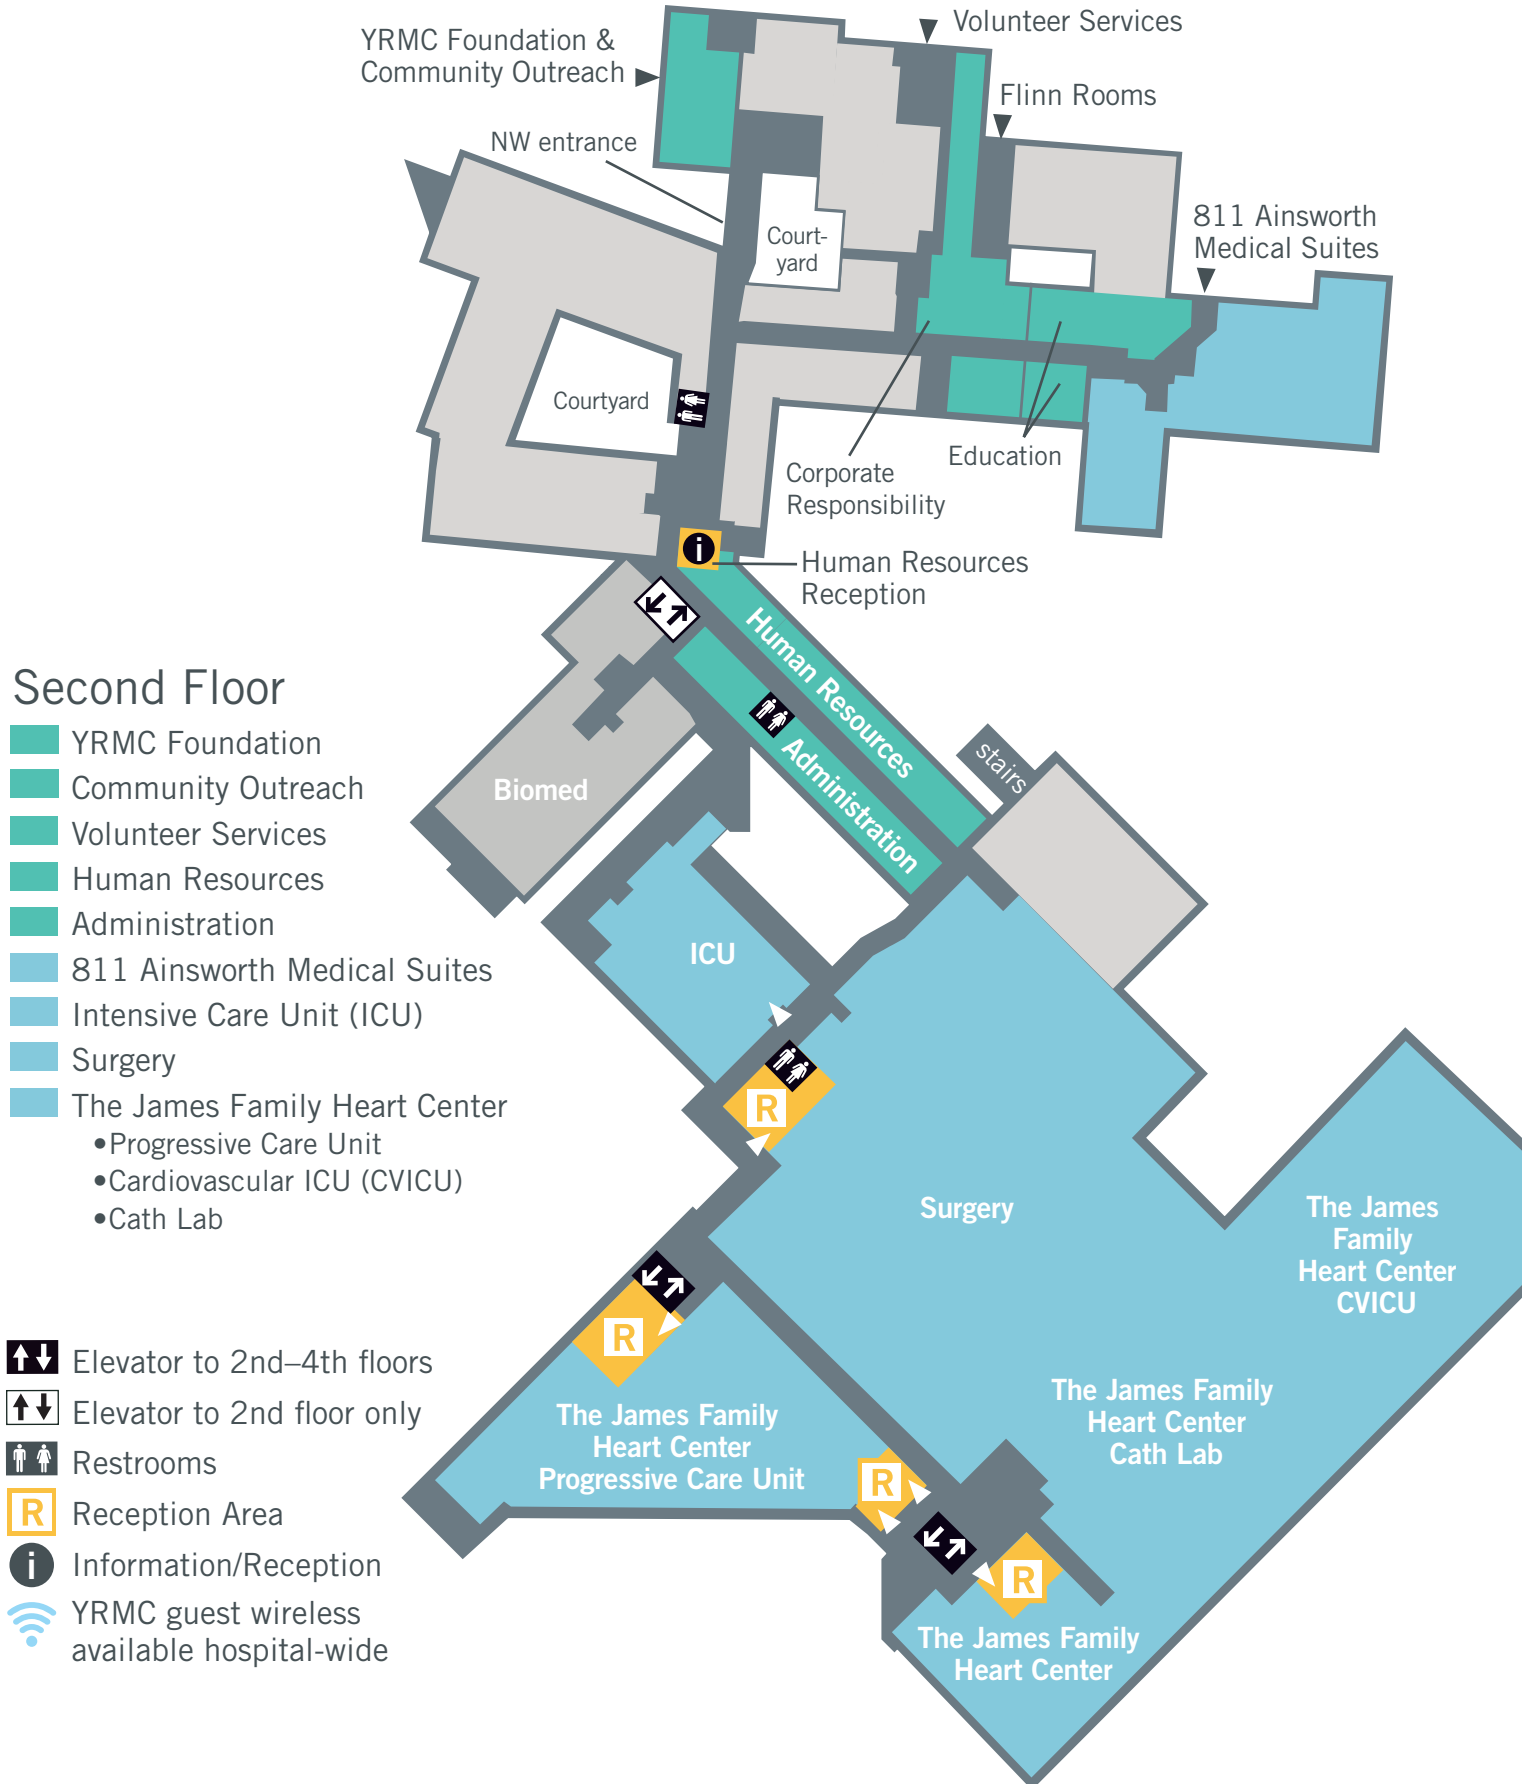 Volunteer Services
YRMC Foundation &
Community Outreach
Flinn Rooms
NW entrance
811 Ainsworth
Medical Suites
Court-
yard
Courtyard
Education
Corporate
Responsibility
i
Human Resources
Reception
Human Resources
Administration
stairs
Biomed
ICU
R
Surgery
The James
Family
Heart Center
CVICU
R
The James Family
Heart Center
Cath Lab
The James Family
Heart Center
Progressive Care Unit
R
R
The James Family
Heart Center
Second Floor
YRMC Foundation
Community Outreach
Volunteer Services
Human Resources
Administration
811 Ainsworth Medical Suites
Intensive Care Unit (ICU)
Surgery
The James Family Heart Center
•Progressive Care Unit
•Cardiovascular ICU (CVICU)
•Cath Lab
Elevator to 2nd–4th floors
Elevator to 2nd floor only
Restrooms
R Reception Area
i Information/Reception
YRMC guest wireless
available hospital-wide